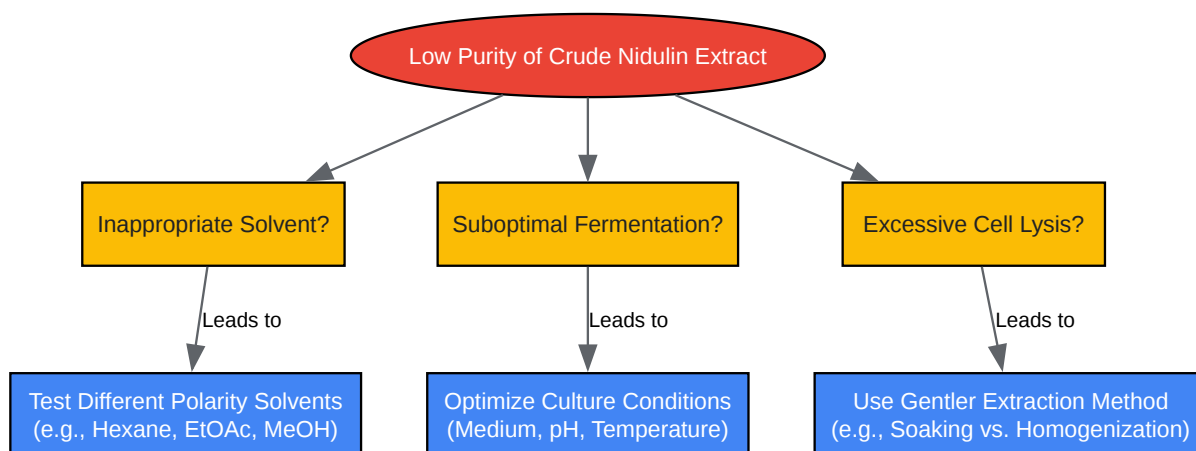 Low Purity of Crude Nidulin Extract
Inappropriate Solvent?
Suboptimal Fermentation?
Excessive Cell Lysis?
Leads to
Leads to
Leads to
Test Different Polarity Solvents
(e.g., Hexane, EtOAc, MeOH)
Optimize Culture Conditions
(Medium, pH, Temperature)
Use Gentler Extraction Method
(e.g., Soaking vs. Homogenization)